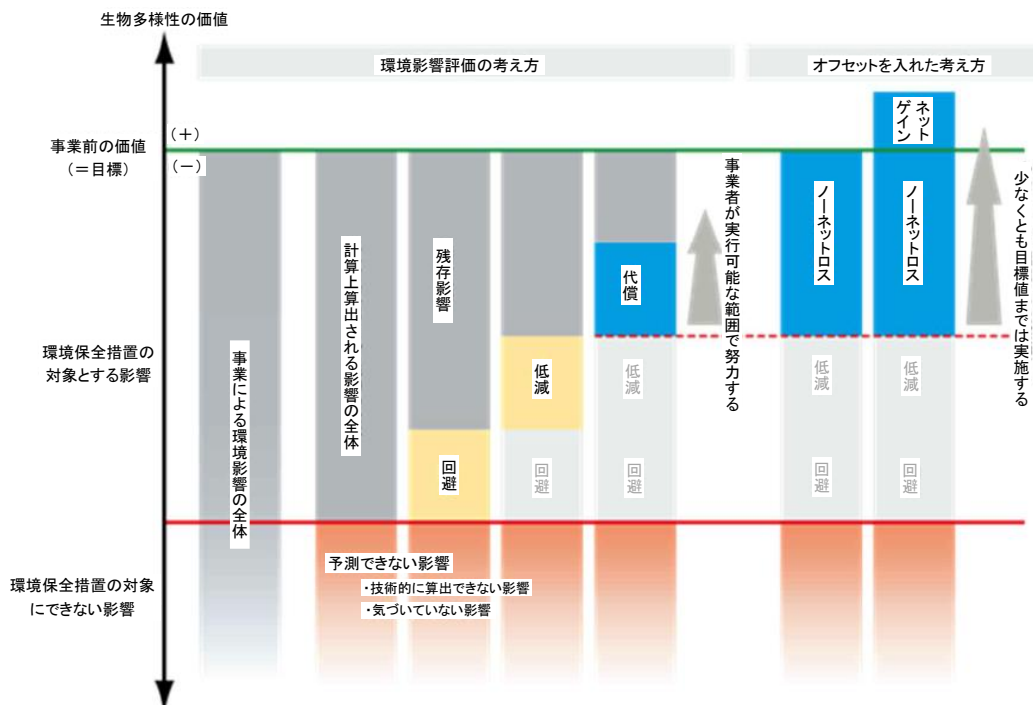 生物多様性の価値
環境影響評価の考え方
オフセットを入れた考え方
事業前の価値
(＝目標)
(＋)
(－)
環境保全措置の
対象とする影響
環境保全措置の対象
にできない影響
事業による環境影響の全体
計算上算出される影響の全体
残存影響
回避
低減
回避
代償
低減
回避
事業者が実行可能な範囲で努力する
ノーネットロス
低減
回避
ネット
ゲイン
ノーネットロス
低減
回避
少なくとも目標値までは実施する
予測できない影響
・技術的に算出できない影響
・気づいていない影響